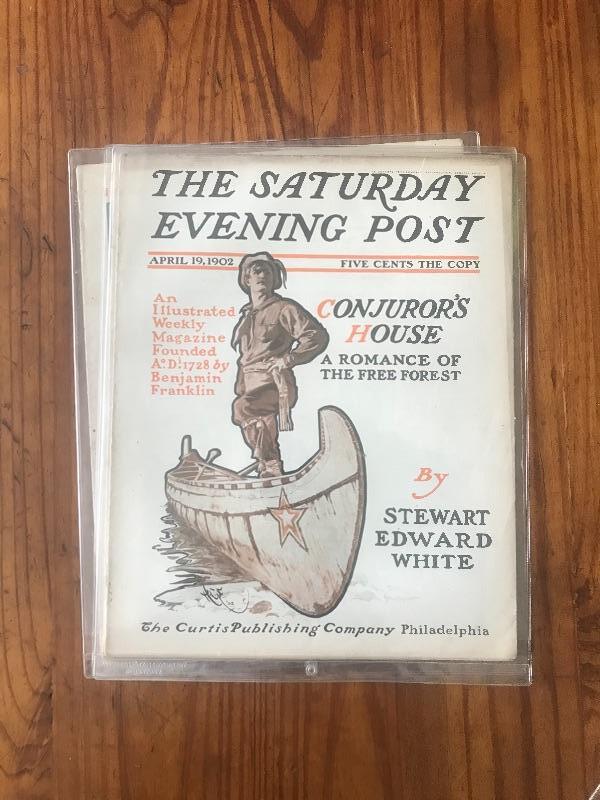 THE SATURDAY
EVENING POST
APRIL 19, 1902
FIVE CENTS THE COPY
An
Illustrated
Weekly
Magazine
Founded
A.º D.¹ 1728 by
Benjamin
Franklin
CONJUROR'S
HOUSE
A ROMANCE OF
THE FREE FOREST
By
STEWART
EDWARD
WHITE
The Curtis Publishing Company Philadelphia